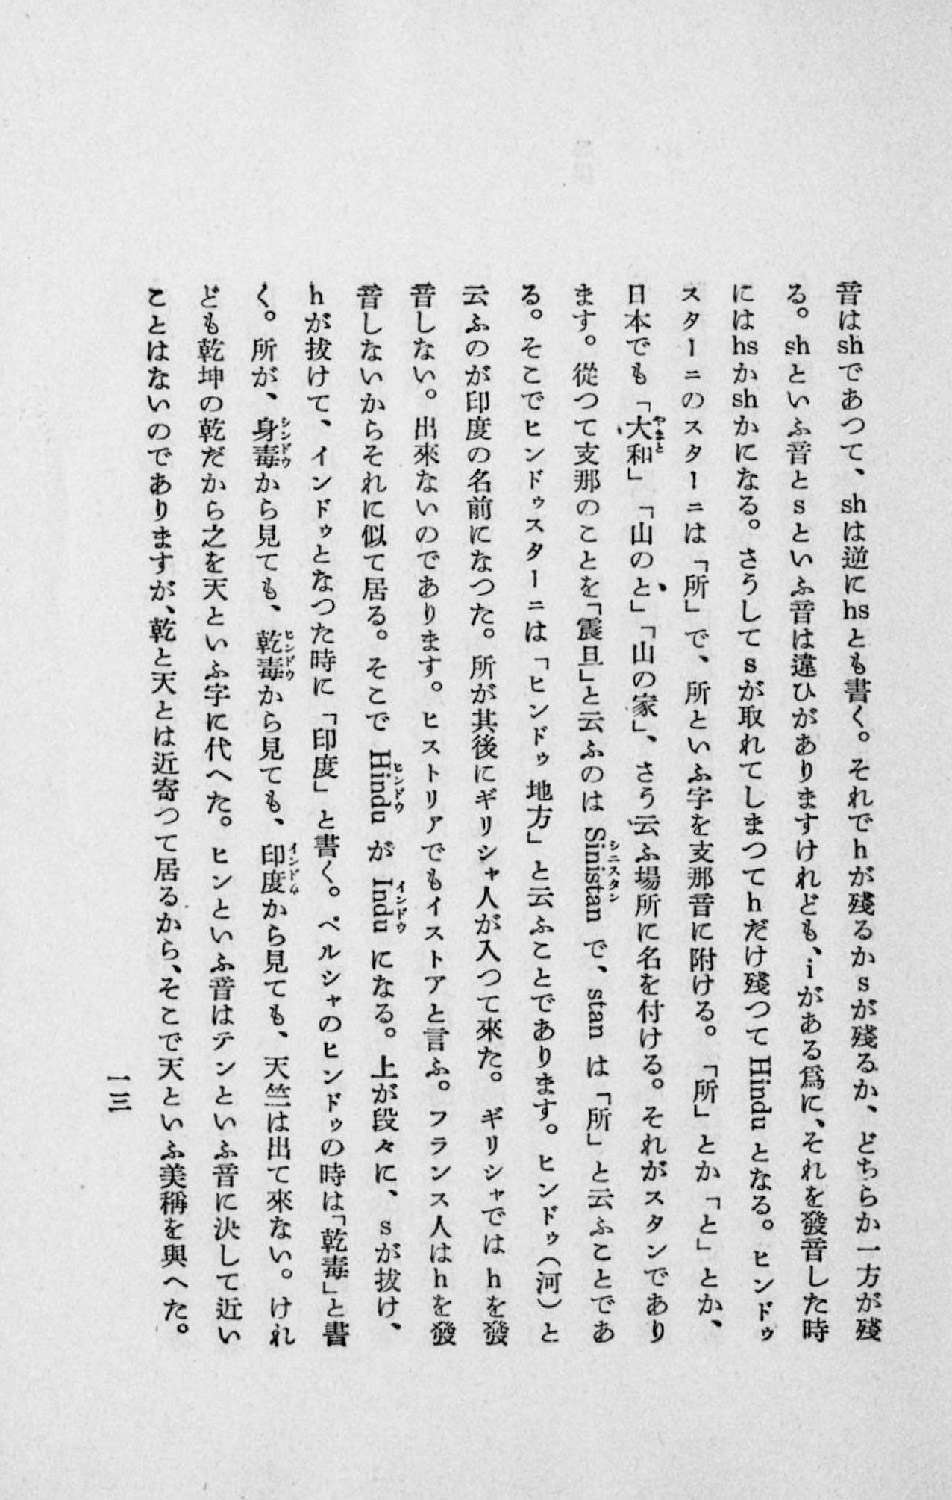 音はshであつて、shは逆にhsとも書く。それでhが殘るかsが殘るか、どちらか一方が殘
る。shといふ音とsといふ音は違ひがありますけれども、iがある爲に、それを發音した時
にはhsかshかになる。さうしてsが取れてしまつてhだけ殘つてHinduとなる。ヒンドゥ
スターニのスターニは「所」で、所といふ字を支那音に附ける。「所」とか「と」とか、
日本でも「大和」「山のと」「山の家」、さう云ふ場所に名を付ける。それがスタンであり
ます。從つて支那のことを「震旦」と云ふのはSinistanで、stanは「所」と云ふことであ
る。そこでヒンドゥスターニは「ヒンドゥ地方」と云ふことであります。ヒンドゥ(河)と
云ふのが印度の名前になつた。所が其後にギリシャ人が入つて來た。ギリシャではhを發
音しない。出來ないのであります。ヒストリアでもイストアと言ふ。フランス人はhを發
音しないからそれに似て居る。そこでHinduがInduになる。上が段々に、sが抜け、
hが抜けて、インドゥとなつた時に「印度」と書く。ペルシャのヒンドゥの時は「乾毒」と書
く。所が、身毒から見ても、乾毒から見ても、印度から見ても、天竺は出て來ない。けれ
ども乾坤の乾だから之を天といふ字に代へた。ヒンといふ音はテンといふ音に決して近い
ことはないのでありますが、乾と天とは近寄つて居るから、そこで天といふ美稱を與へた。
一三